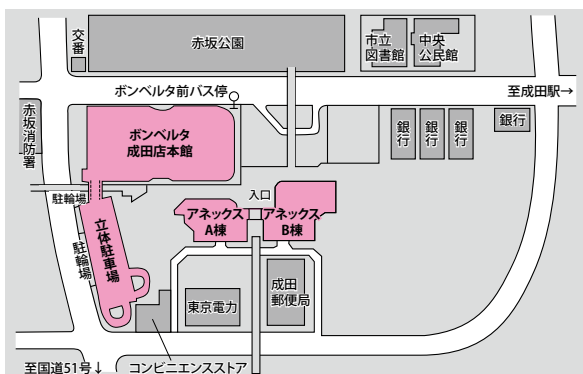 交番
赤坂公園
市立
図書館
中央
公民館
ボンベルタ前バス停
至成田駅→
赤坂消防署
ボンベルタ
成田店本館
銀行
銀行
銀行
銀行
駐輪場
入口
アネックス
A棟
アネックス
B棟
立体駐車場
駐輪場
東京電力
成田
郵便局
至国道51号↓
コンビニエンスストア